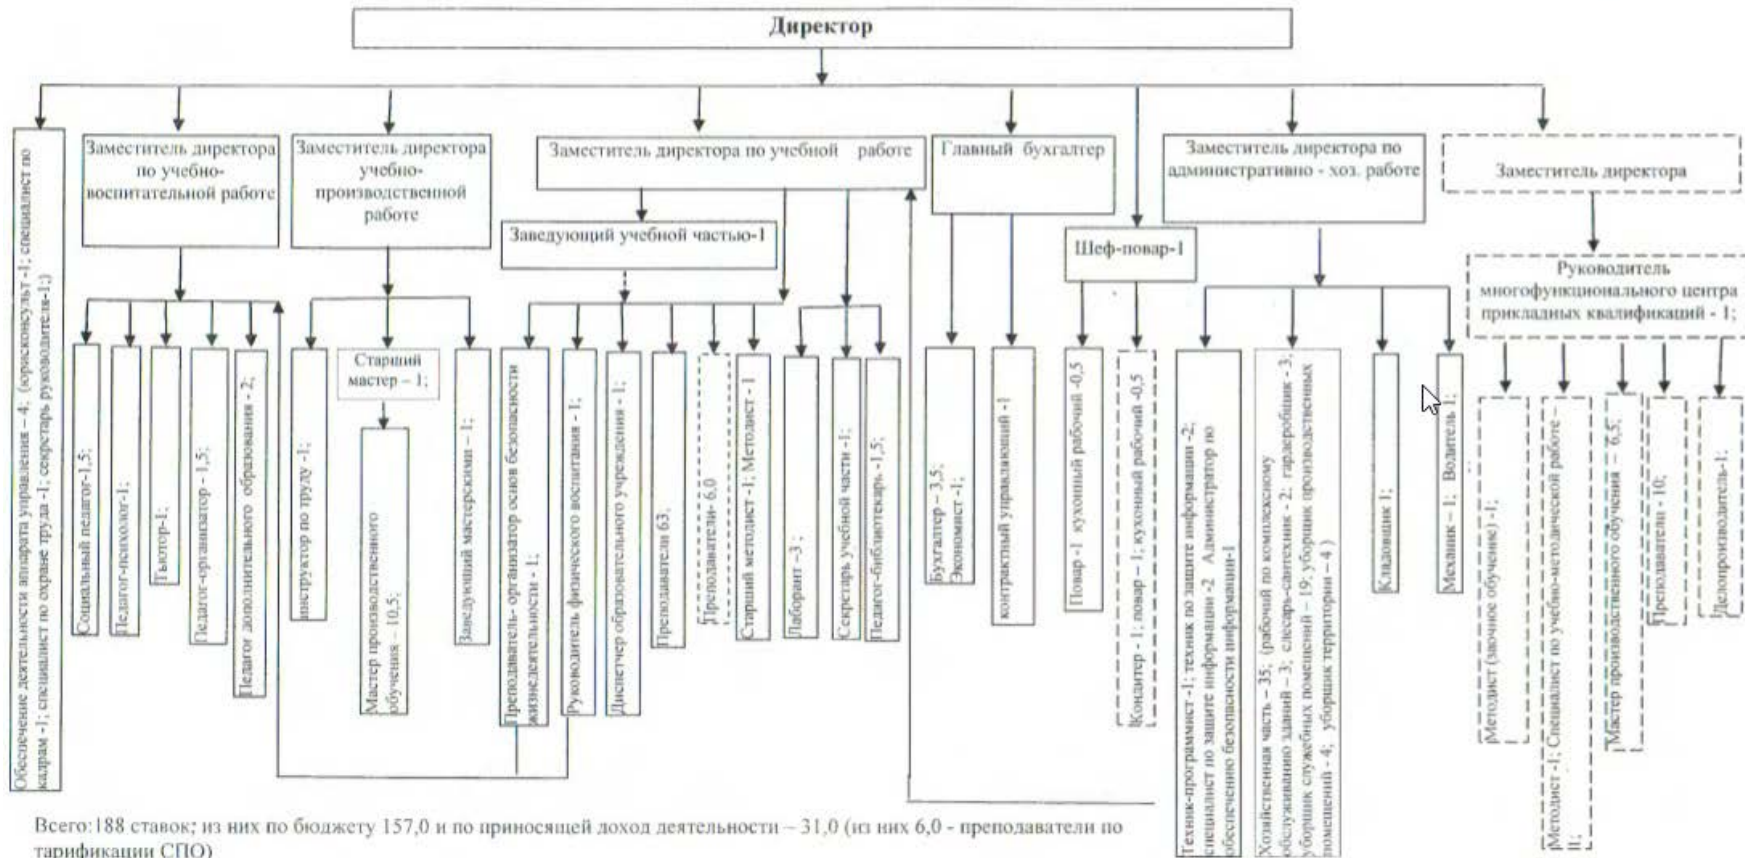 Директор
Заместитель директора
по учебно-
воспитательной работе
Заместитель директора
учебно-
производственной
работе
Заместитель директора по учебной работе
Главный бухгалтер
Заместитель директора по
административно - хоз. работе
Заместитель директора
Заведующий учебной частью-1
Шеф-повар-1
Руководитель
многофункционального центра
прикладных квалификаций - 1;
Обеспечение деятельности аппарата управления – 4; (юрисконсульт -1; специалист по
кадрам -1; специалист по охране труда -1; секретарь руководителя-1;)
Социальный педагог-1,5;
Педагог-психолог-1;
Тьютор-1;
Педагог-организатор - 1,5;
Педагог дополнительного образования - 2;
инструктор по труду -1;
Старший
мастер – 1;
Мастер производственного
обучения – 10,5;
Заведующий мастерскими – 1;
Преподаватель- организатор основ безопасности
жизнедеятельности - 1;
Руководитель физического воспитания - 1;
Диспетчер образовательного учреждения - 1;
Преподаватели 63;
Преподаватели- 6,0
Старший методист -1; Методист - 1
Лаборант -3 ;
Секретарь учебной части -1;
Педагог-библиотекарь -1,5;
Бухгалтер – 3,5;
Экономист -1;
контрактный управляющий -1
Повар -1 кухонный рабочий -0,5
Кондитер - 1; повар – 1; кухонный рабочий -0,5
Техник-программист -1; техник по защите информации -2;
специалист по защите информации -2 Администратор по
обеспечению безопасности информации-1
Хозяйственная часть – 35; (рабочий по комплексному
обслуживанию зданий – 3; слесарь-сантехник - 2; гардеробщик - 3;
уборщик служебных помещений – 19; уборщик производственных
помещений - 4; уборщик территории – 4 )
Кладовщик 1;
Механик – 1; Водитель 1;
Методист (заочное обучение) -1;
Методист -1; Специалист по учебно-методической работе –
Мастер производственного обучения – 6,5;
Преподаватели - 10;
Делопроизводитель-1;
Всего:188 ставок; из них по бюджету 157,0 и по приносящей доход деятельности – 31,0 (из них 6,0 - преподаватели по
тарификации СПО)